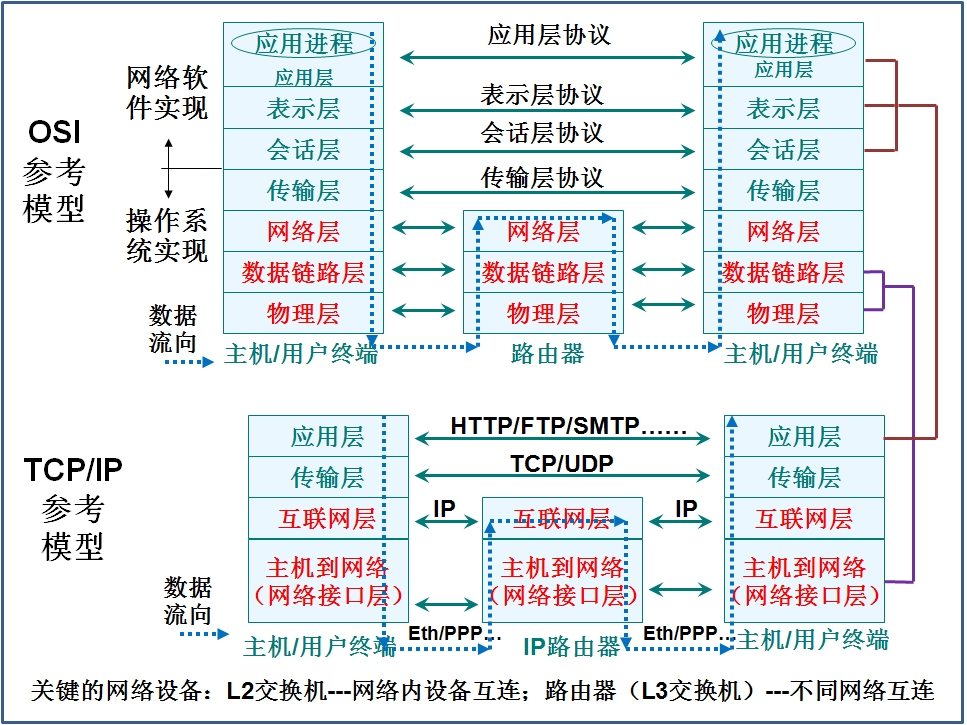 应用进程
应用层
表示层
会话层
传输层
网络层
数据链路层
物理层
主机/用户终端
应用层协议
表示层协议
会话层协议
传输层协议
网络层
数据链路层
物理层
路由器
应用进程
应用层
表示层
会话层
传输层
网络层
数据链路层
物理层
主机/用户终端
网络软
件实现
OSI
参考
模型
操作系
统实现
数据
流向
TCP/IP
参考
模型
数据
流向
应用层
传输层
互联网层
主机到网络
（网络接口层）
主机/用户终端
HTTP/FTP/SMTP……
TCP/UDP
IP
IP
互联网层
主机到网络
（网络接口层）
Eth/PPP…
IP路由器
Eth/PPP…
应用层
传输层
互联网层
主机到网络
（网络接口层）
主机/用户终端
关键的网络设备：L2交换机---网络内设备互连；路由器（L3交换机）---不同网络互连